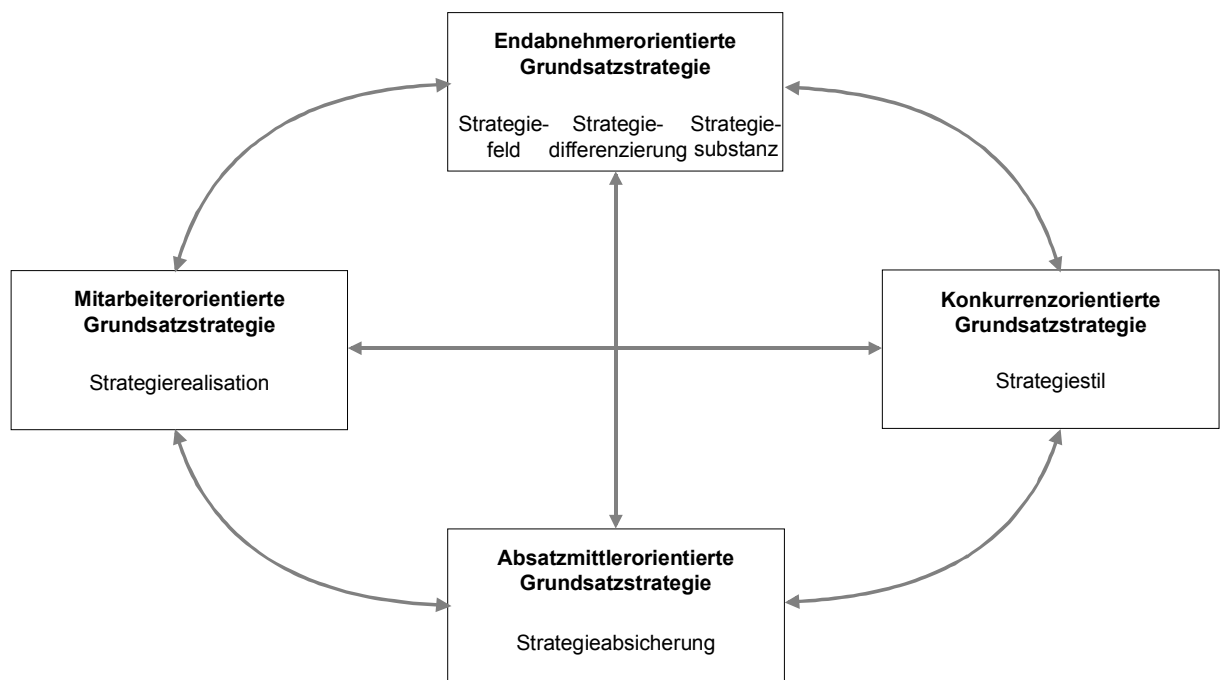 Endabnehmerorientierte
Grundsatzstrategie
Strategie- Strategie- Strategie-
feld differenzierung substanz
Mitarbeiterorientierte
Grundsatzstrategie
Strategierealisation
Konkurrenzorientierte
Grundsatzstrategie
Strategiestil
Absatzmittlerorientierte
Grundsatzstrategie
Strategieabsicherung